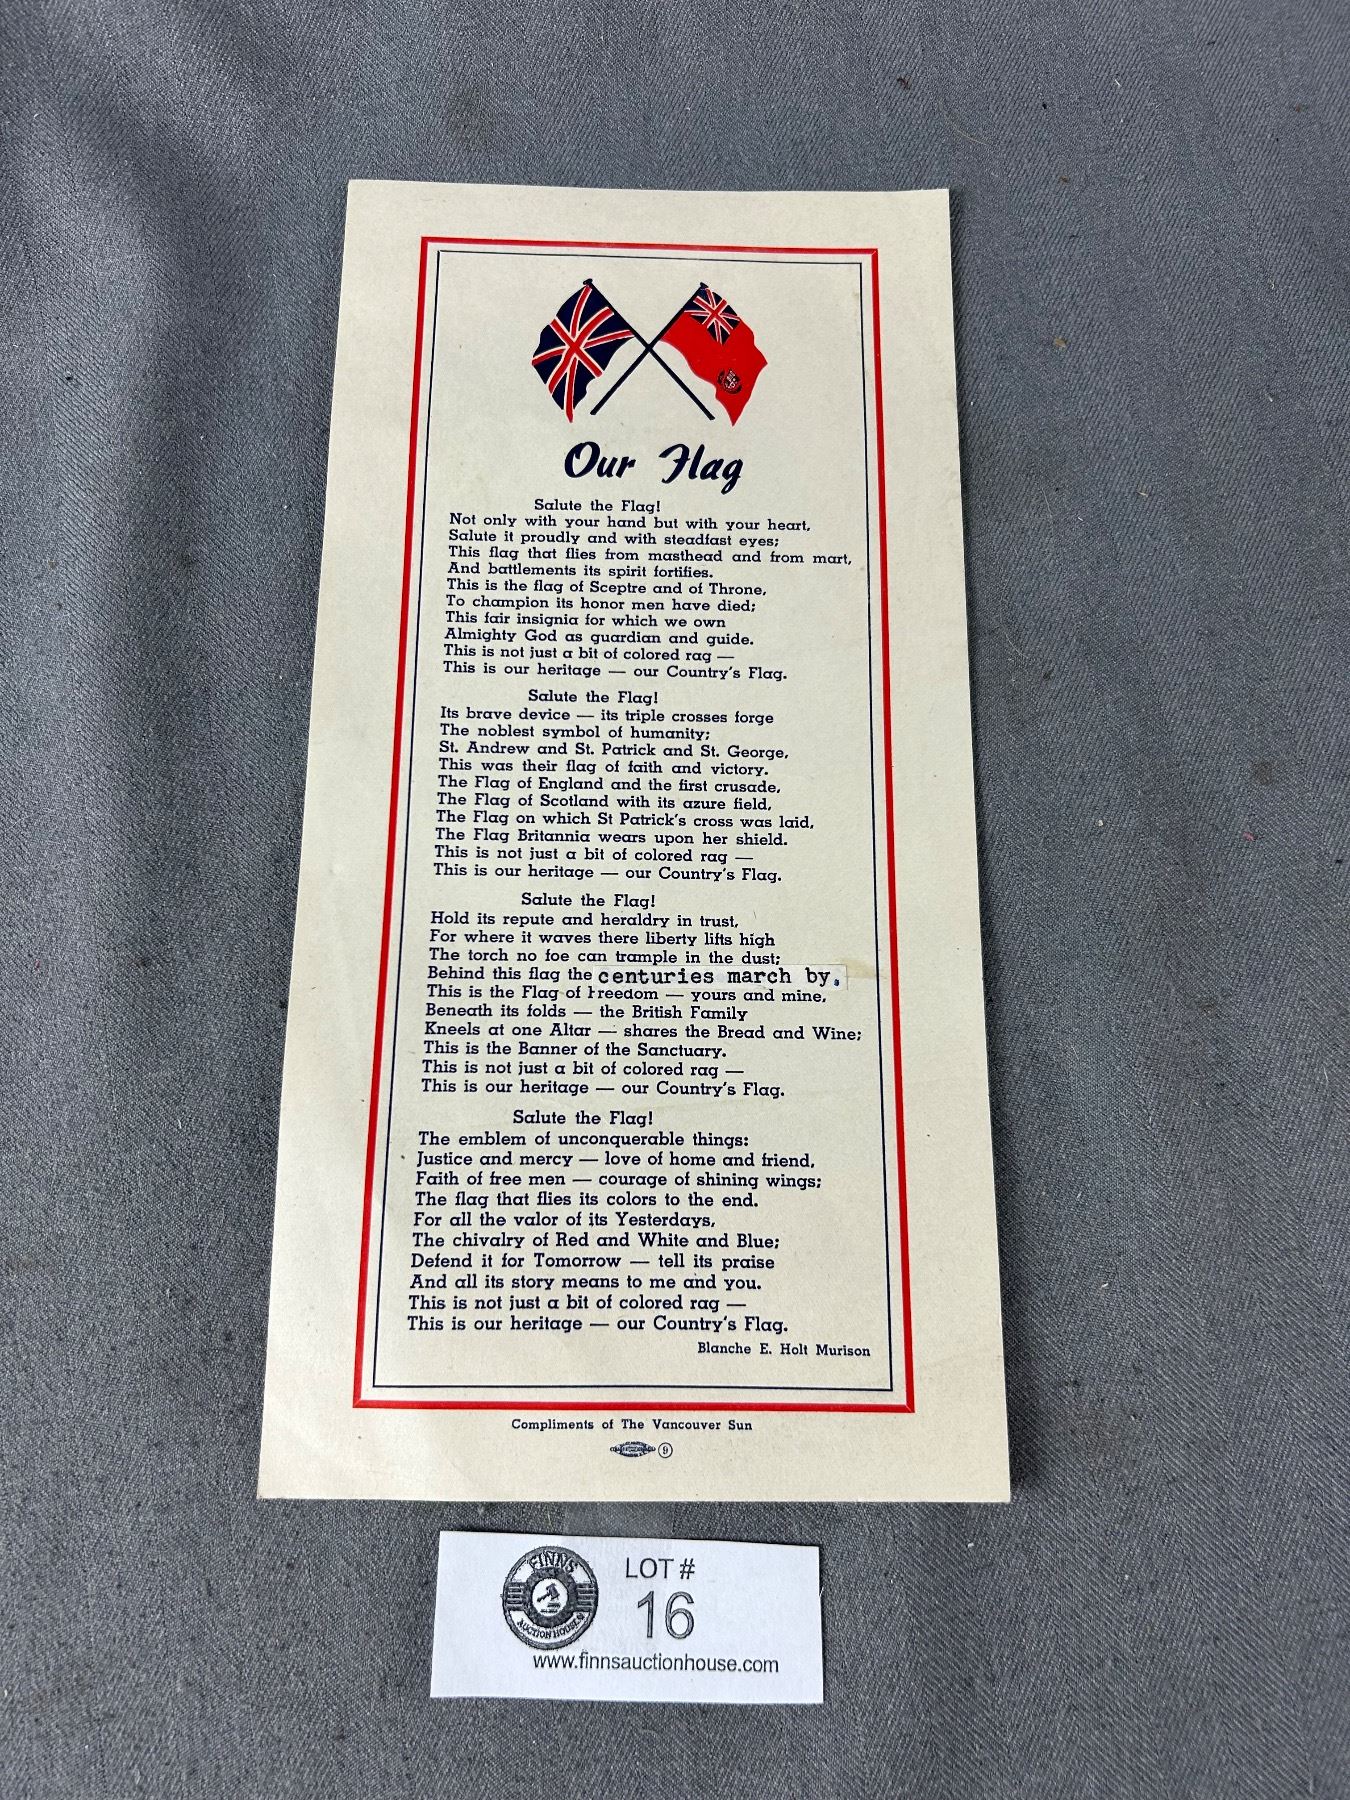 Our Flag
Salute the Flag!
Not only with your hand but with your heart,
Salute it proudly and with steadfast eyes;
This flag that flies from masthead and from mart,
And battlements its spirit fortifies.
This is the flag of Sceptre and of Throne,
To champion its honor men have died;
This fair insignia for which we own
Almighty God as guardian and guide.
This is not just a bit of colored rag —
This is our heritage — our Country's Flag.
Salute the Flag!
Its brave device — its triple crosses forge
The noblest symbol of humanity;
St. Andrew and St. Patrick and St. George,
This was their flag of faith and victory.
The Flag of England and the first crusade,
The Flag of Scotland with its azure field,
The Flag on which St Patrick's cross was laid,
The Flag Britannia wears upon her shield.
This is not just a bit of colored rag —
This is our heritage — our Country's Flag.
Salute the Flag!
Hold its repute and heraldry in trust,
For where it waves there liberty lifts high
The torch no foe can trample in the dust;
Behind this flag the centuries march by.
This is the Flag of Freedom — yours and mine,
Beneath its folds — the British Family
Kneels at one Altar — shares the Bread and Wine;
This is the Banner of the Sanctuary.
This is not just a bit of colored rag —
This is our heritage — our Country's Flag.
Salute the Flag!
The emblem of unconquerable things:
Justice and mercy — love of home and friend,
Faith of free men — courage of shining wings;
The flag that flies its colors to the end.
For all the valor of its Yesterdays,
The chivalry of Red and White and Blue;
Defend it for Tomorrow — tell its praise
And all its story means to me and you.
This is not just a bit of colored rag —
This is our heritage — our Country's Flag.
Blanche E. Holt Murison
Compliments of The Vancouver Sun
9
FINNS
AUCTION HOUSE
LOT #
16
www.finnsauctionhouse.com